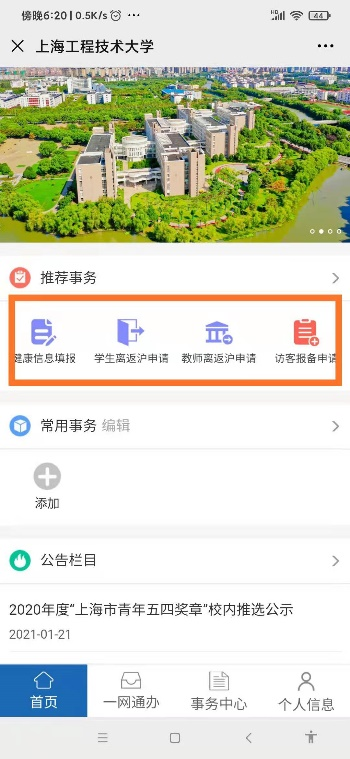 傍晚6:20 | 0.5K/s
HD
44
上海工程技术大学
推荐事务
健康信息填报
学生离返沪申请
教师离返沪申请
访客报备申请
常用事务 编辑
添加
公告栏目
2020年度“上海市青年五四奖章”校内推选公示
2021-01-21
首页
一网通办
事务中心
个人信息